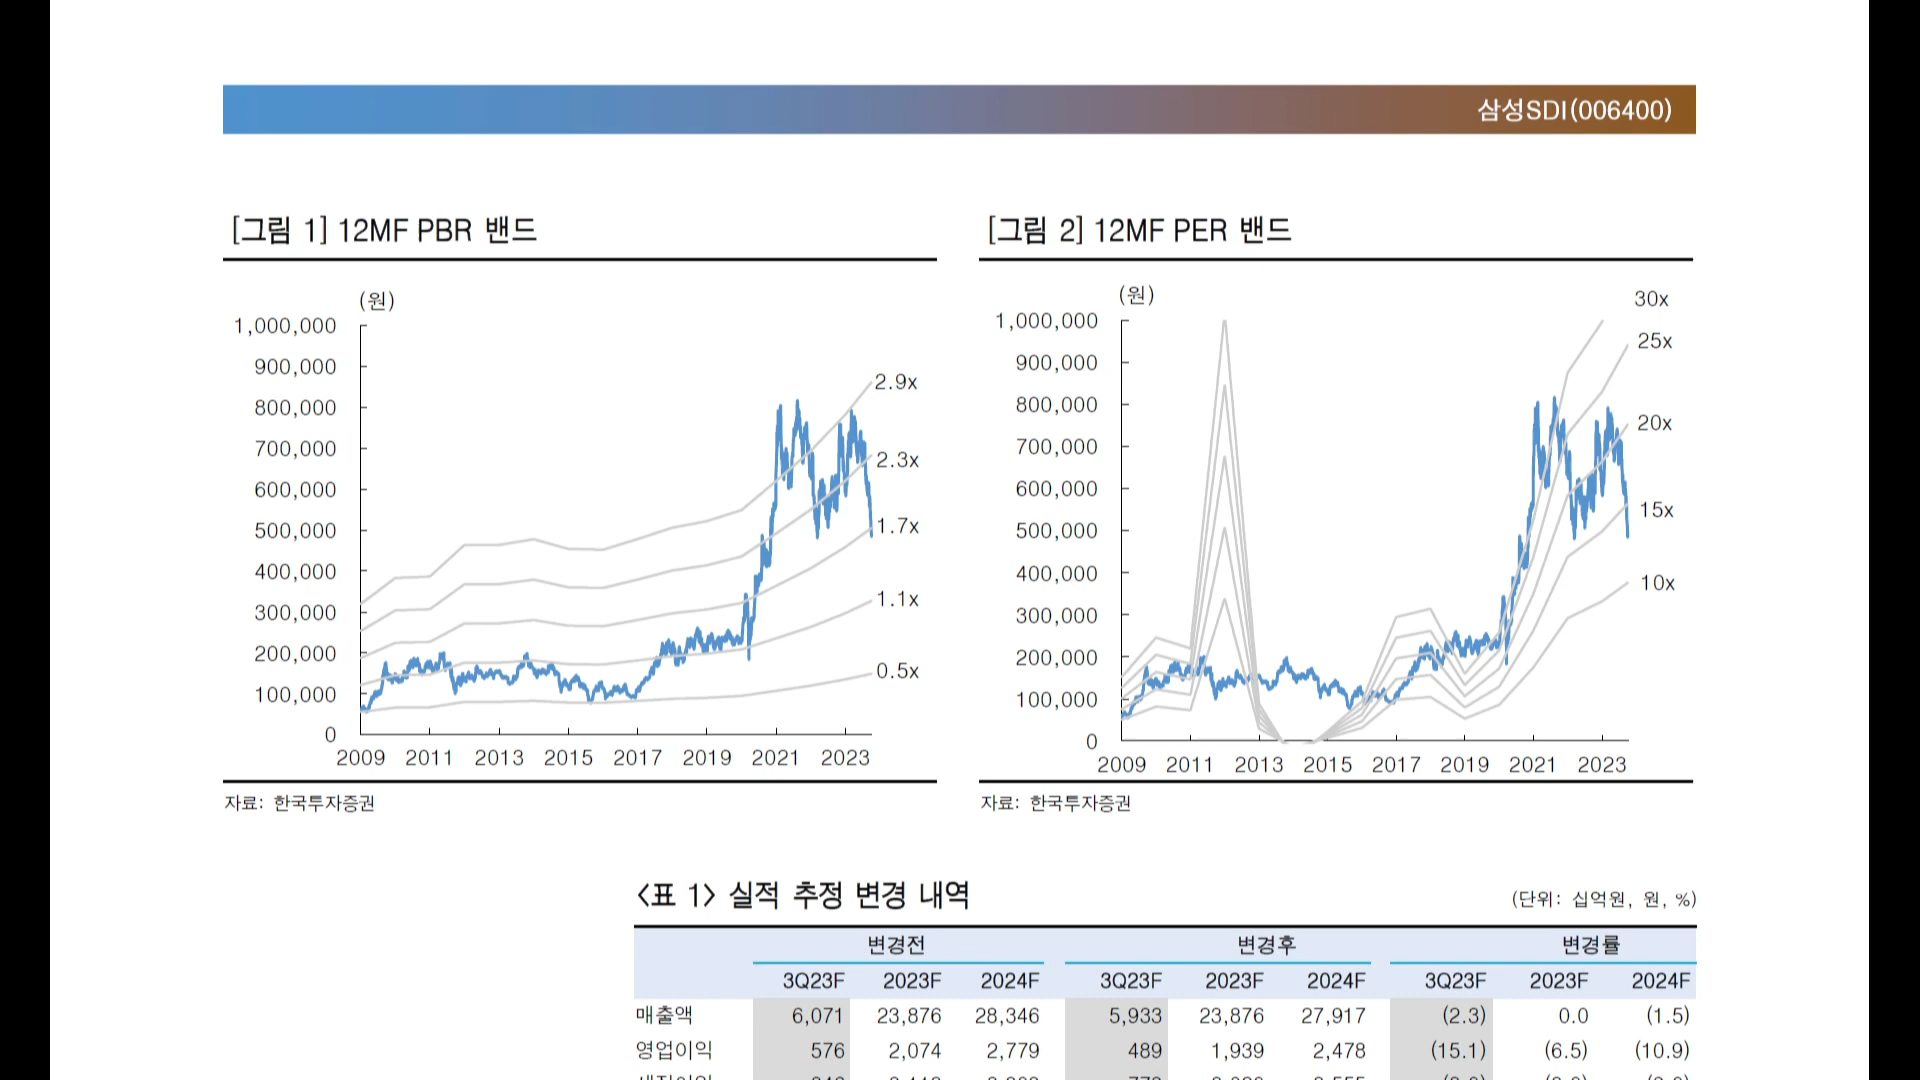 삼성SDI(006400)
[그림 1] 12MF PBR 밴드
(원)
1,000,000
900,000
800,000
700,000
600,000
500,000
400,000
300,000
200,000
100,000
0
2.9x
2.3x
1.7x
1.1x
0.5x
2009 2011 2013 2015 2017 2019 2021 2023
자료: 한국투자증권
[그림 2] 12MF PER 밴드
(원)
1,000,000
900,000
800,000
700,000
600,000
500,000
400,000
300,000
200,000
100,000
0
30x
25x
20x
15x
10x
2009 2011 2013 2015 2017 2019 2021 2023
자료: 한국투자증권
<표 1> 실적 추정 변경 내역
(단위: 십억원, 원, %)
변경전 변경후 변경률
3Q23F 2023F 2024F 3Q23F 2023F 2024F 3Q23F 2023F 2024F
매출액 6,071 23,876 28,346 5,933 23,876 27,917 (2.3) 0.0 (1.5)
영업이익 576 2,074 2,779 489 1,939 2,478 (15.1) (6.5) (10.9)